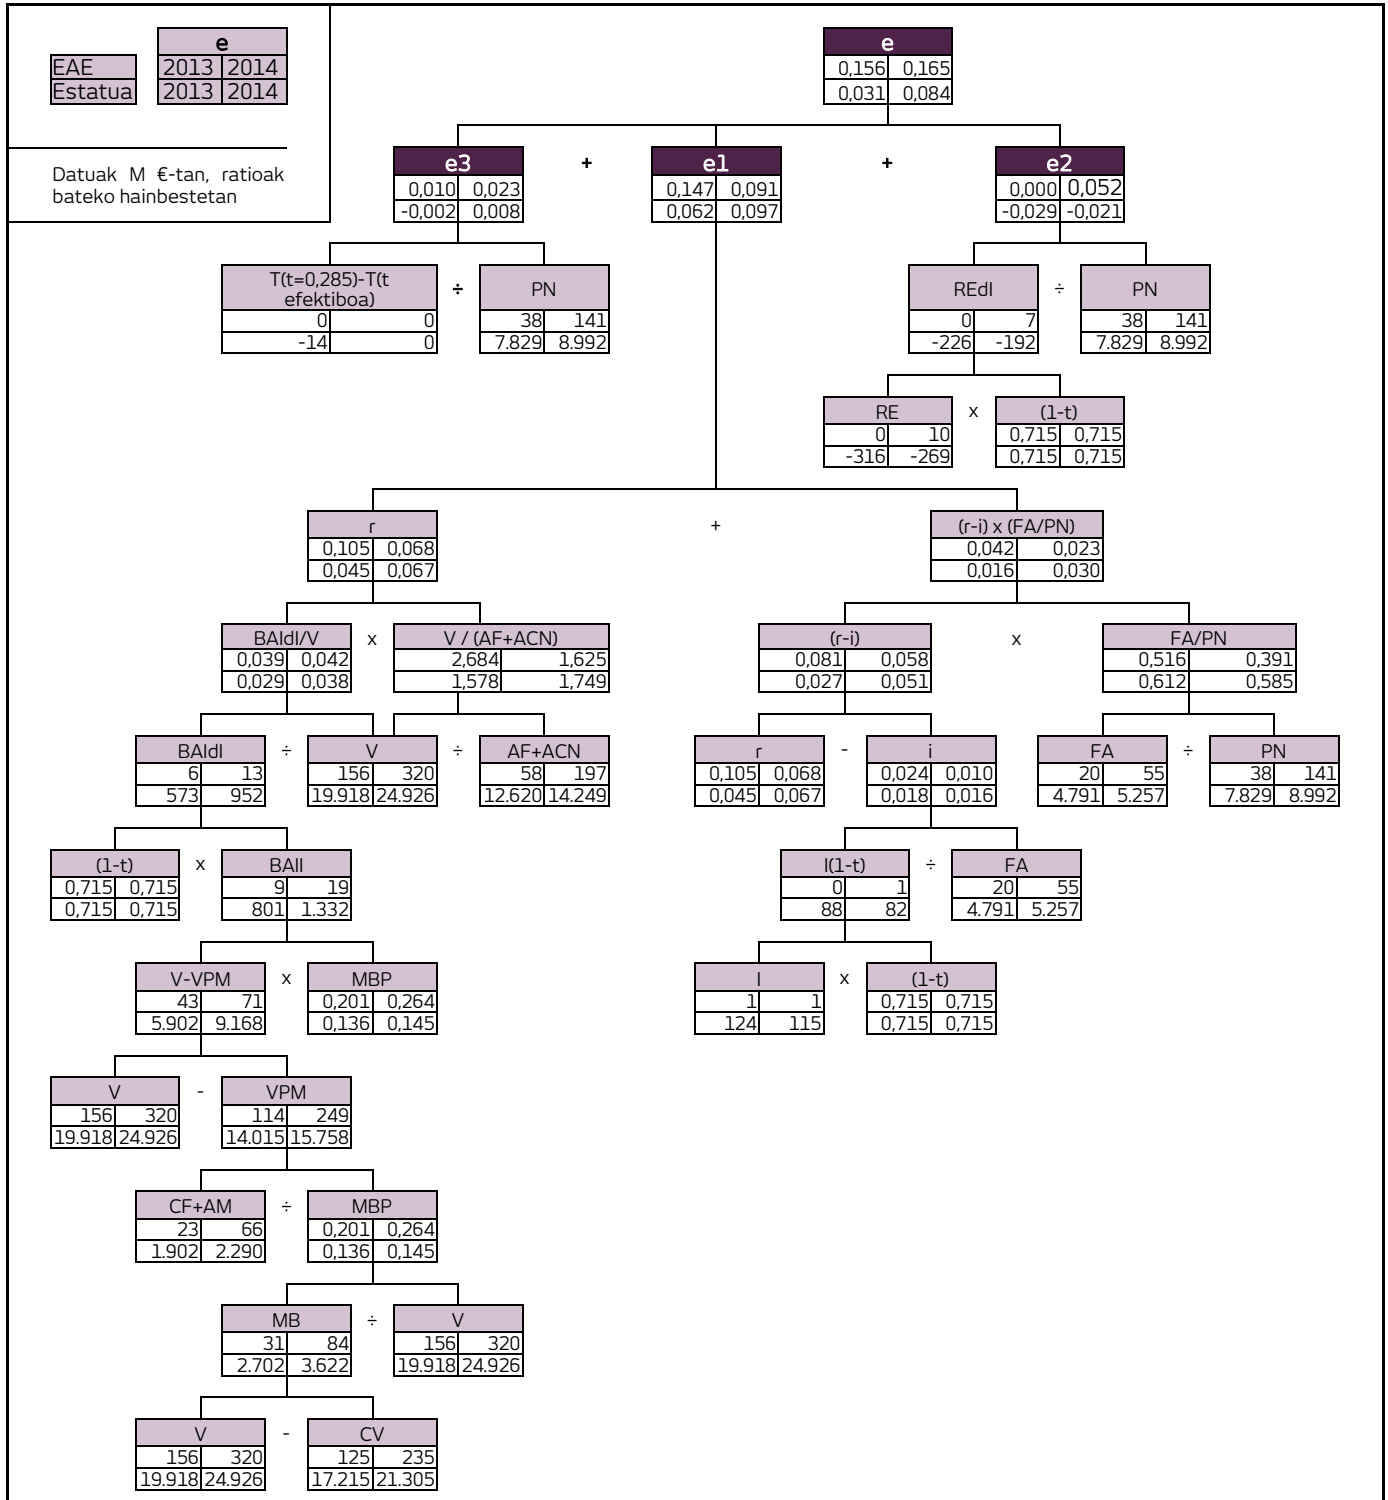 e
EAE 2013 2014
Estatua 2013 2014
Datuak M €-tan, ratioak
bateko hainbestetan
e
0,156 0,165
0,031 0,084
e3 + e1 + e2
0,010 0,023 0,147 0,091 0,000 0,052
-0,002 0,008 0,062 0,097 -0,029 -0,021
T(t=0,285)-T(t
efektiboa) ÷ PN REdI ÷ PN
0 0 38 141 0 7 38 141
-14 0 7.829 8.992 -226 -192 7.829 8.992
RE x (1-t)
0 10 0,715 0,715
-316 -269 0,715 0,715
r + (r-i) x (FA/PN)
0,105 0,068 0,042 0,023
0,045 0,067 0,016 0,030
BAIdI/V x V / (AF+ACN) (r-i) x FA/PN
0,039 0,042 2,684 1,625 0,081 0,058 0,516 0,391
0,029 0,038 1,578 1,749 0,027 0,051 0,612 0,585
BAIdI ÷ V ÷ AF+ACN r - i FA ÷ PN
6 13 156 320 58 197 0,105 0,068 0,024 0,010 20 55 38 141
573 952 19.918 24.926 12.620 14.249 0,045 0,067 0,018 0,016 4.791 5.257 7.829 8.992
(1-t) x BAII I(1-t) ÷ FA
0,715 0,715 9 19 0 1 20 55
0,715 0,715 801 1.332 88 82 4.791 5.257
V-VPM x MBP I x (1-t)
43 71 0,201 0,264 1 1 0,715 0,715
5.902 9.168 0,136 0,145 124 115 0,715 0,715
V - VPM
156 320 114 249
19.918 24.926 14.015 15.758
CF+AM ÷ MBP
23 66 0,201 0,264
1.902 2.290 0,136 0,145
MB ÷ V
31 84 156 320
2.702 3.622 19.918 24.926
V - CV
156 320 125 235
19.918 24.926 17.215 21.305